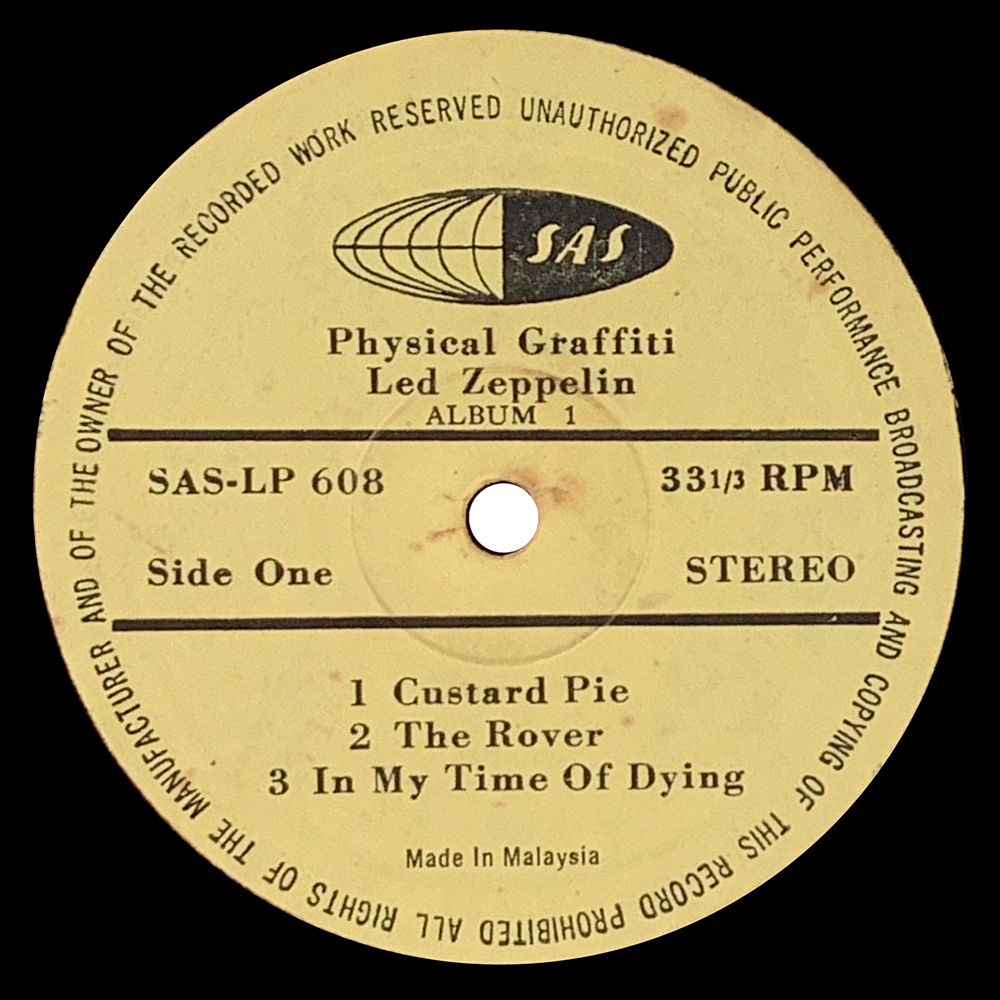 ALL RIGHTS OF THE MANUFACTURER AND OF THE OWNER OF THE RECORDED WORK RESERVED UNAUTHORIZED PUBLIC PERFORMANCE BROADCASTING AND COPYING OF THIS RECORD PROHIBITED
SAS
Physical Graffiti
Led Zeppelin
ALBUM 1
SAS-LP 608
33 1/3 RPM
Side One
STEREO
1 Custard Pie
2 The Rover
3 In My Time Of Dying
Made In Malaysia